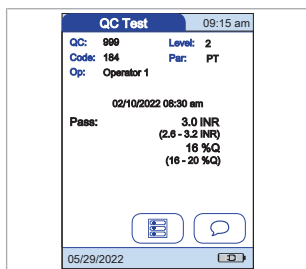 QC Test 09:15 am
QC: 999 Level: 2
Code: 184 Par: PT
Op: Operator 1
02/10/2022 08:30 am
Pass: 3.0 INR
(2.6 - 3.2 INR)
16 %Q
(16 - 20 %Q)
05/29/2022